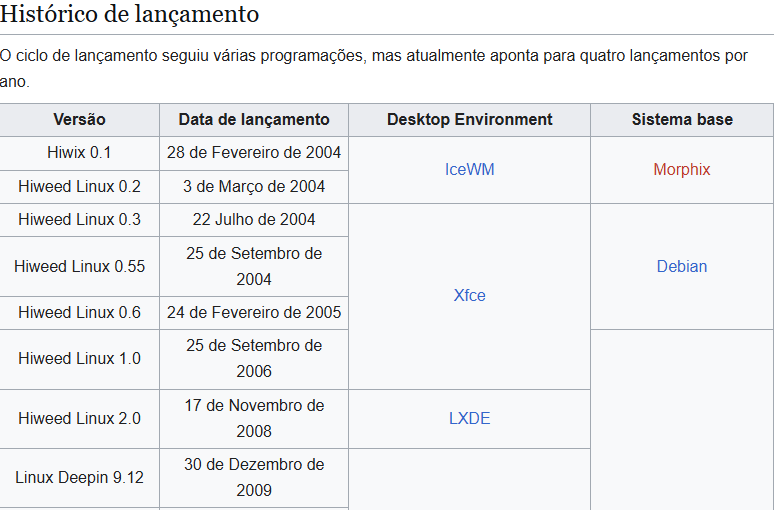 Histórico de lançamento
O ciclo de lançamento seguiu várias programações, mas atualmente aponta para quatro lançamentos por
ano.
Versão Data de lançamento Desktop Environment Sistema base
Hiwix 0.1 28 de Fevereiro de 2004 IceWM Morphix
Hiweed Linux 0.2 3 de Março de 2004
Hiweed Linux 0.3 22 Julho de 2004 Xfce Debian
Hiweed Linux 0.55 25 de Setembro de
2004
Hiweed Linux 0.6 24 de Fevereiro de 2005
Hiweed Linux 1.0 25 de Setembro de
2006
Hiweed Linux 2.0 17 de Novembro de
2008 LXDE
Linux Deepin 9.12 30 de Dezembro de
2009